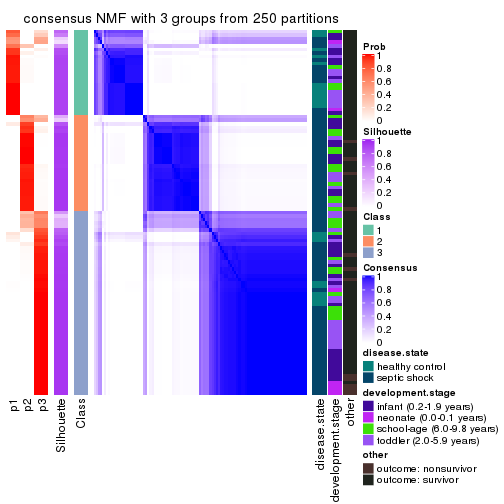 consensus NMF with 3 groups from 250 partitions
Prob
1
0.8
0.6
0.4
0.2
0
Silhouette
1
0.8
0.6
0.4
0.2
0
Class
1
2
3
Consensus
1
0.8
0.6
0.4
0.2
0
disease.state
healthy control
septic shock
development.stage
infant (0.2-1.9 years)
neonate (0.0-0.1 years)
school-age (6.0-9.8 years)
toddler (2.0-5.9 years)
other
outcome: nonsurvivor
outcome: survivor
p1
p2
p3
Silhouette
Class
disease.state
development.stage
other